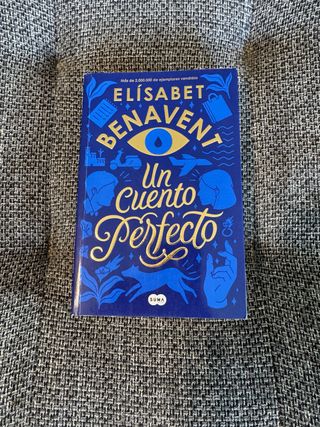 Más de 2.000.000 de ejemplares vendidos
ELÍSABET
BENAVENT
Un
Cuento
Perfecto
SUMA